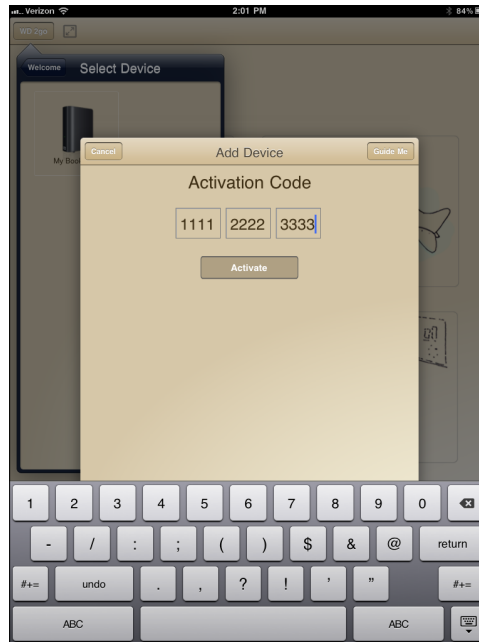 Verizon 2:01 PM 84%
WD 2go
Welcome Select Device
My Boo
Cancel Add Device Guide Me
Activation Code
1111 2222 3333
Activate
1 2 3 4 5 6 7 8 9 0
- / : ; ( ) $ & @ return
#+= undo . , ? ! ' " #+=
ABC ABC